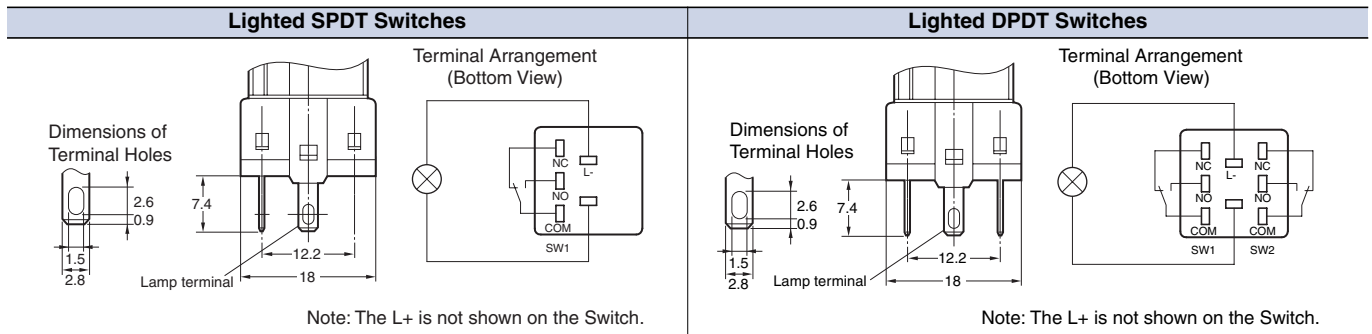 Lighted SPDT Switches
Terminal Arrangement
(Bottom View)
Dimensions of
Terminal Holes
2.6
0.9
1.5
2.8
7.4
12.2
18
Lamp terminal
NC
L-
NO
COM
SW1
Note: The L+ is not shown on the Switch.
Lighted DPDT Switches
Terminal Arrangement
(Bottom View)
Dimensions of
Terminal Holes
2.6
0.9
1.5
2.8
7.4
12.2
18
Lamp terminal
NC L- NC
NO NO
COM COM
SW1 SW2
Note: The L+ is not shown on the Switch.